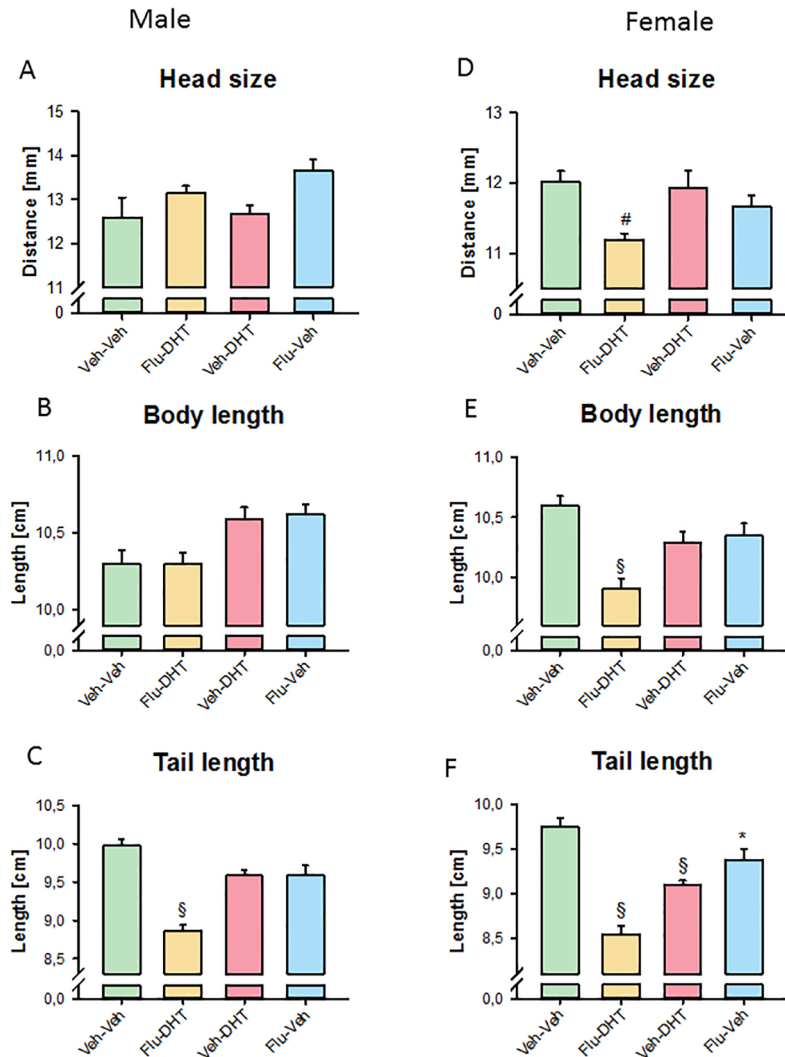 Male
Female
A
Head size
Distance [mm]
15
14
13
12
11
0
Veh-Veh
Flu-DHT
Veh-DHT
Flu-Veh
D
Head size
Distance [mm]
13
12
11
0
#
Veh-Veh
Flu-DHT
Veh-DHT
Flu-Veh
B
Body length
Length [cm]
11,0
10,5
10,0
0,0
Veh-Veh
Flu-DHT
Veh-DHT
Flu-Veh
E
Body length
Length [cm]
11,0
10,5
10,0
0,0
§
Veh-Veh
Flu-DHT
Veh-DHT
Flu-Veh
C
Tail length
Length [cm]
10,5
10,0
9,5
9,0
8,5
0,0
§
Veh-Veh
Flu-DHT
Veh-DHT
Flu-Veh
F
Tail length
Length [cm]
10,0
9,5
9,0
8,5
0,0
§
§
*
Veh-Veh
Flu-DHT
Veh-DHT
Flu-Veh